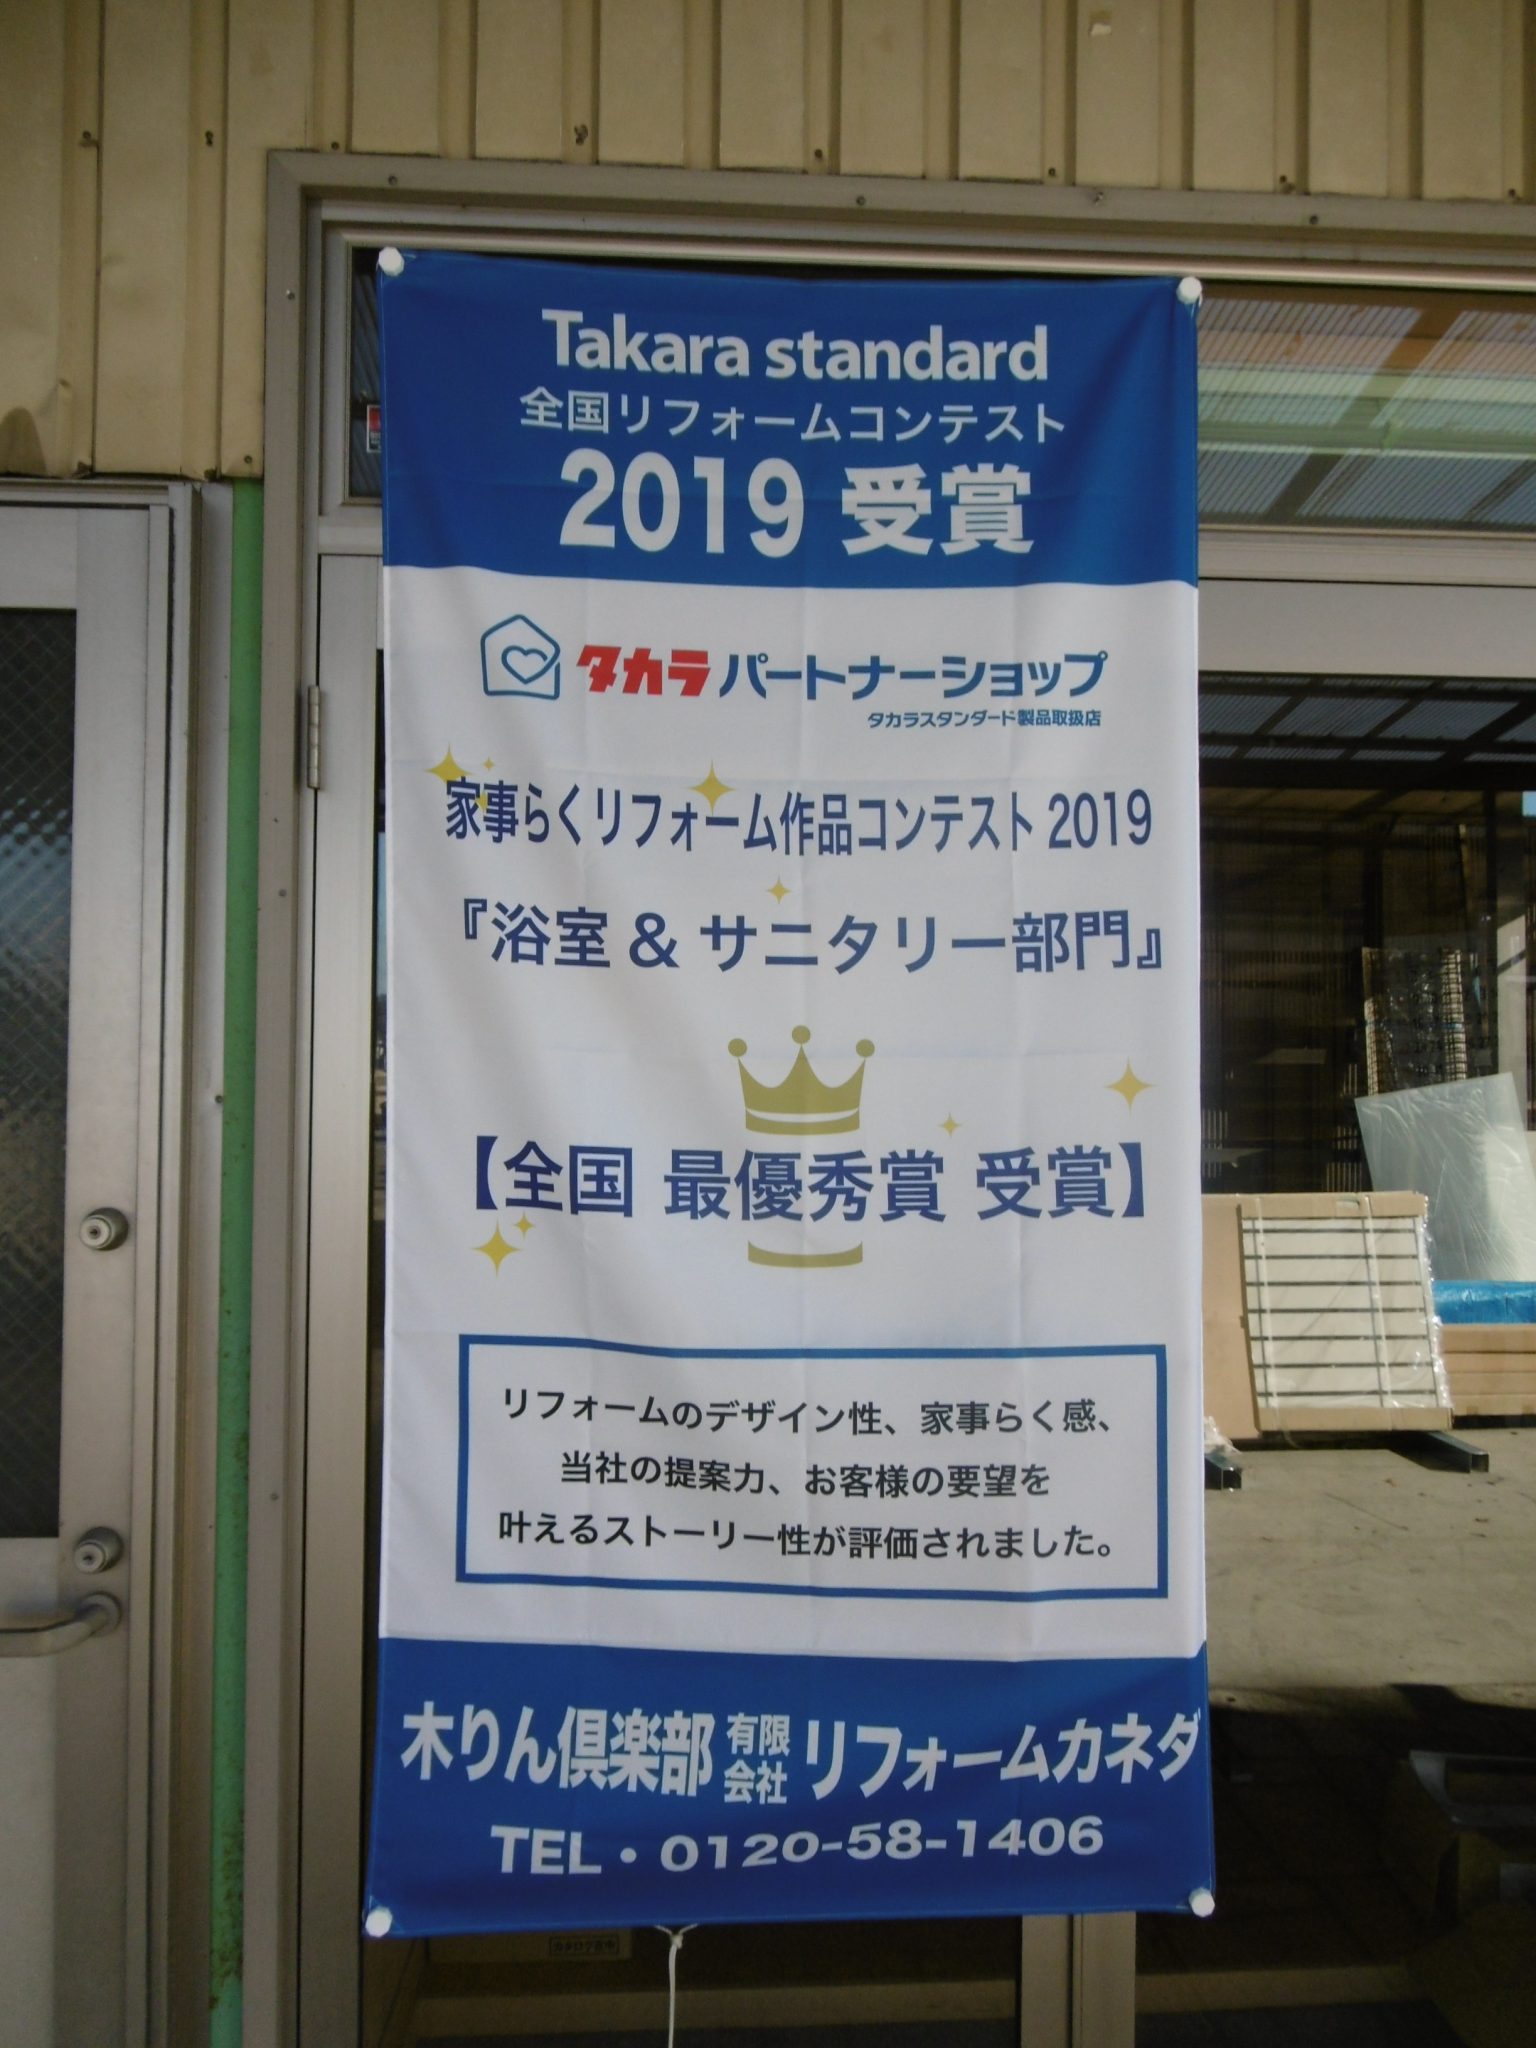 Takara standard
全国リフォームコンテスト
2019 受賞
タカラ パートナーショップ
タカラスタンダード製品取扱店
家事らくリフォーム作品コンテスト 2019
『浴室 & サニタリー部門』
【全国 最優秀賞 受賞】
リフォームのデザイン性、家事らく感、
当社の提案力、お客様の要望を
叶えるストーリー性が評価されました。
木りん倶楽部 有限会社 リフォームカネダ
TEL・0120-58-1406